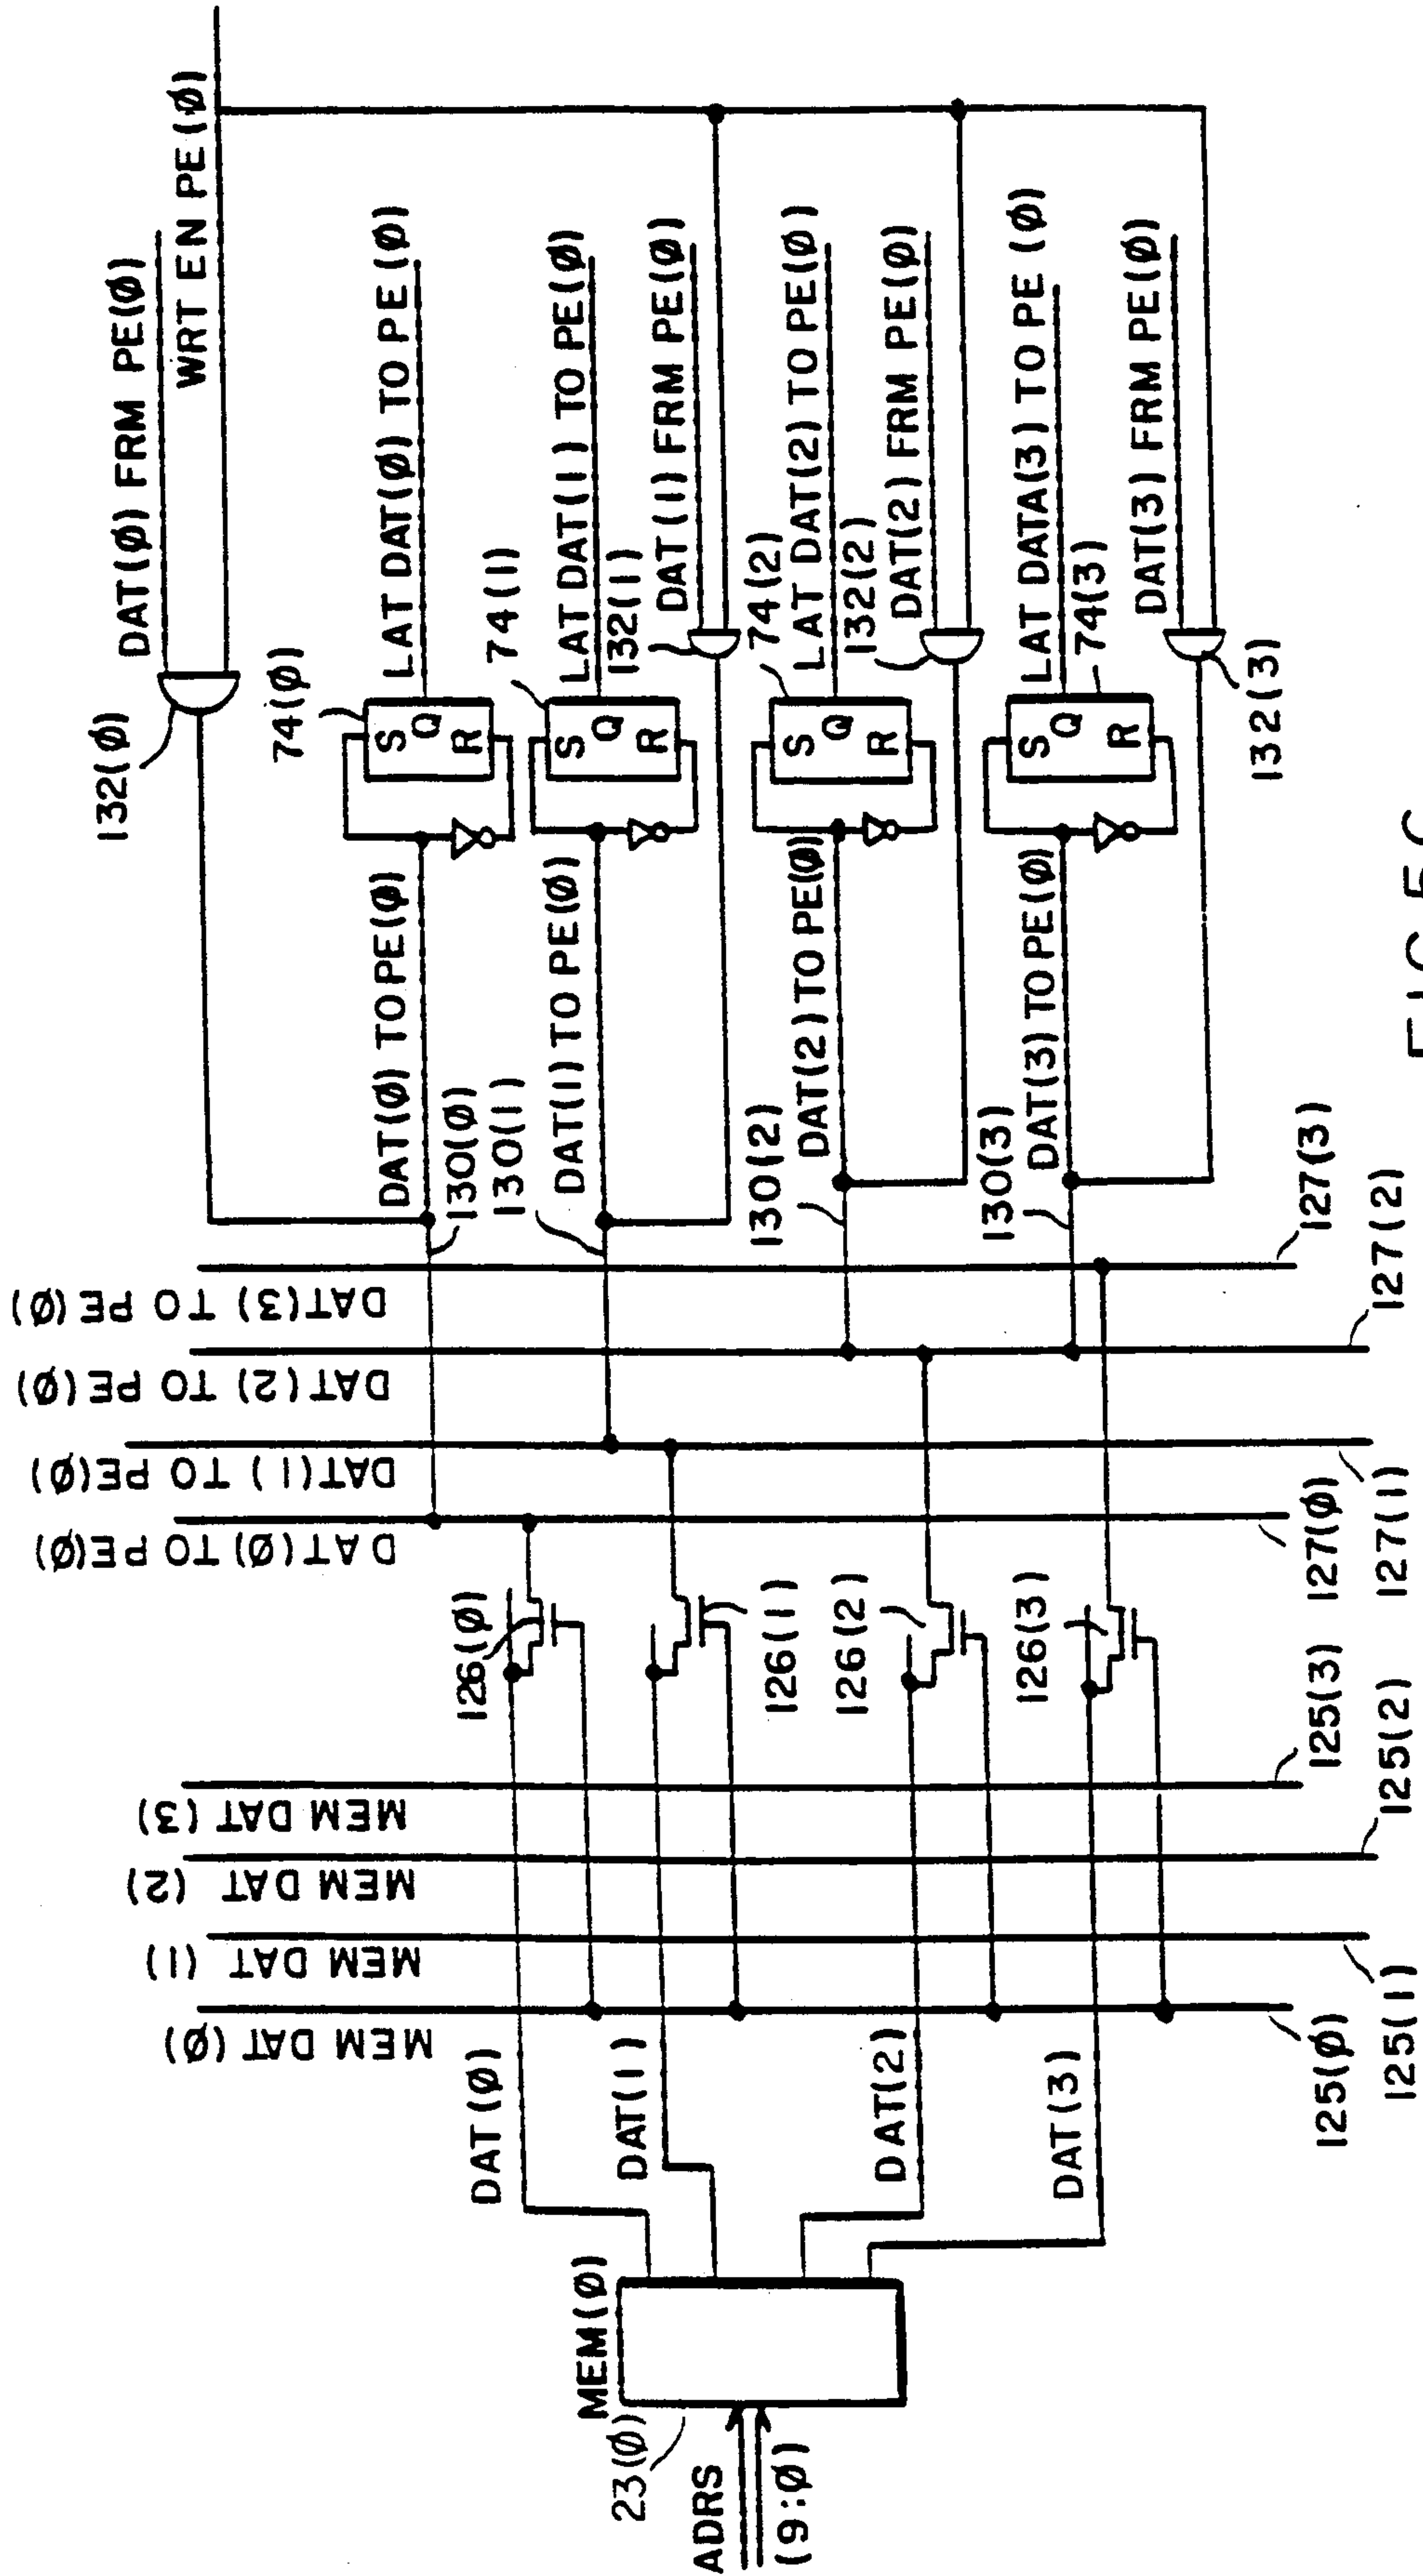 132(Ø)
DAT(Ø) FRM PE(Ø)
WRT EN PE(Ø)
74(Ø)
S
Q
R
LAT DAT(Ø) TO PE(Ø)
DAT(Ø) TO PE(Ø)
130(Ø)
74(1)
S
Q
R
LAT DAT(1) TO PE(Ø)
132(1)
DAT(1) FRM PE(Ø)
DAT(1) TO PE(Ø)
130(1)
74(2)
S
Q
R
LAT DAT(2) TO PE(Ø)
132(2)
DAT(2) FRM PE(Ø)
DAT(2) TO PE(Ø)
130(2)
S
Q
R
LAT DATA(3) TO PE (Ø)
74(3)
DAT(3) FRM PE(Ø)
132(3)
DAT(3) TO PE(Ø)
130(3)
DAT(3) TO PE(Ø)
DAT(2) TO PE(Ø)
DAT(1) TO PE(Ø)
DAT(Ø) TO PE(Ø)
127(3)
127(2)
127(1)
127(Ø)
126(Ø)
126(1)
126(2)
126(3)
MEM DAT (3)
MEM DAT (2)
MEM DAT (1)
MEM DAT (Ø)
125(3)
125(2)
125(1)
125(Ø)
DAT(Ø)
DAT(1)
DAT(2)
DAT(3)
MEM(Ø)
23(Ø)
ADRS
(9:Ø)